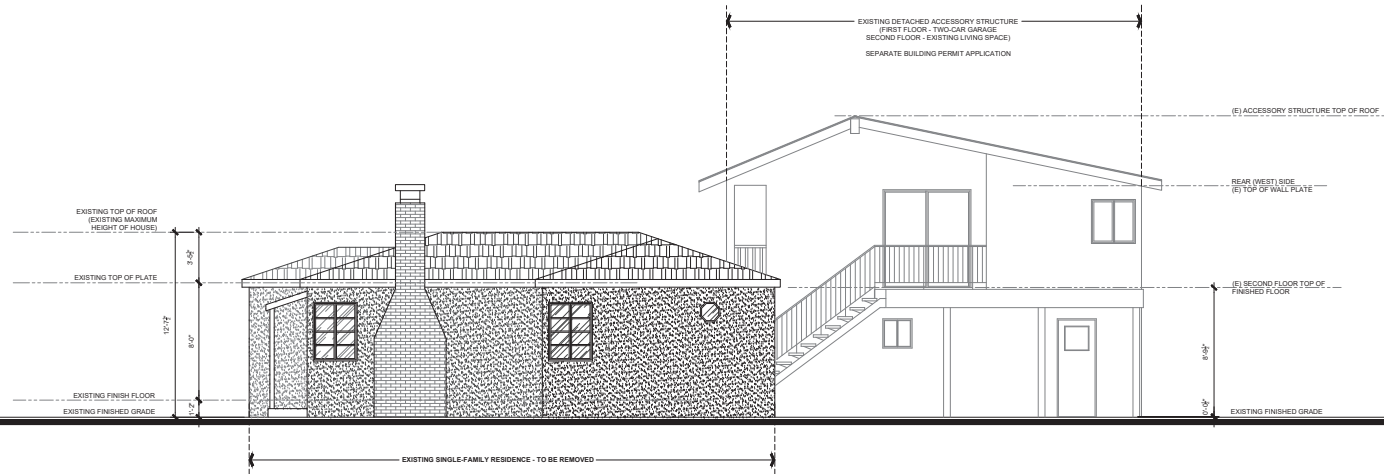 EXISTING DETACHED ACCESSORY STRUCTURE
(FIRST FLOOR - TWO-CAR GARAGE
SECOND FLOOR - EXISTING LIVING SPACE)
SEPARATE BUILDING PERMIT APPLICATION
(E) ACCESSORY STRUCTURE TOP OF ROOF
REAR (WEST) SIDE
(E) TOP OF WALL PLATE
EXISTING TOP OF ROOF
(EXISTING MAXIMUM
HEIGHT OF HOUSE)
EXISTING TOP OF PLATE
(E) SECOND FLOOR TOP OF
FINISHED FLOOR
8'-0"
EXISTING FINISH FLOOR
1'-2"
EXISTING FINISHED GRADE
EXISTING FINISHED GRADE
EXISTING SINGLE-FAMILY RESIDENCE - TO BE REMOVED